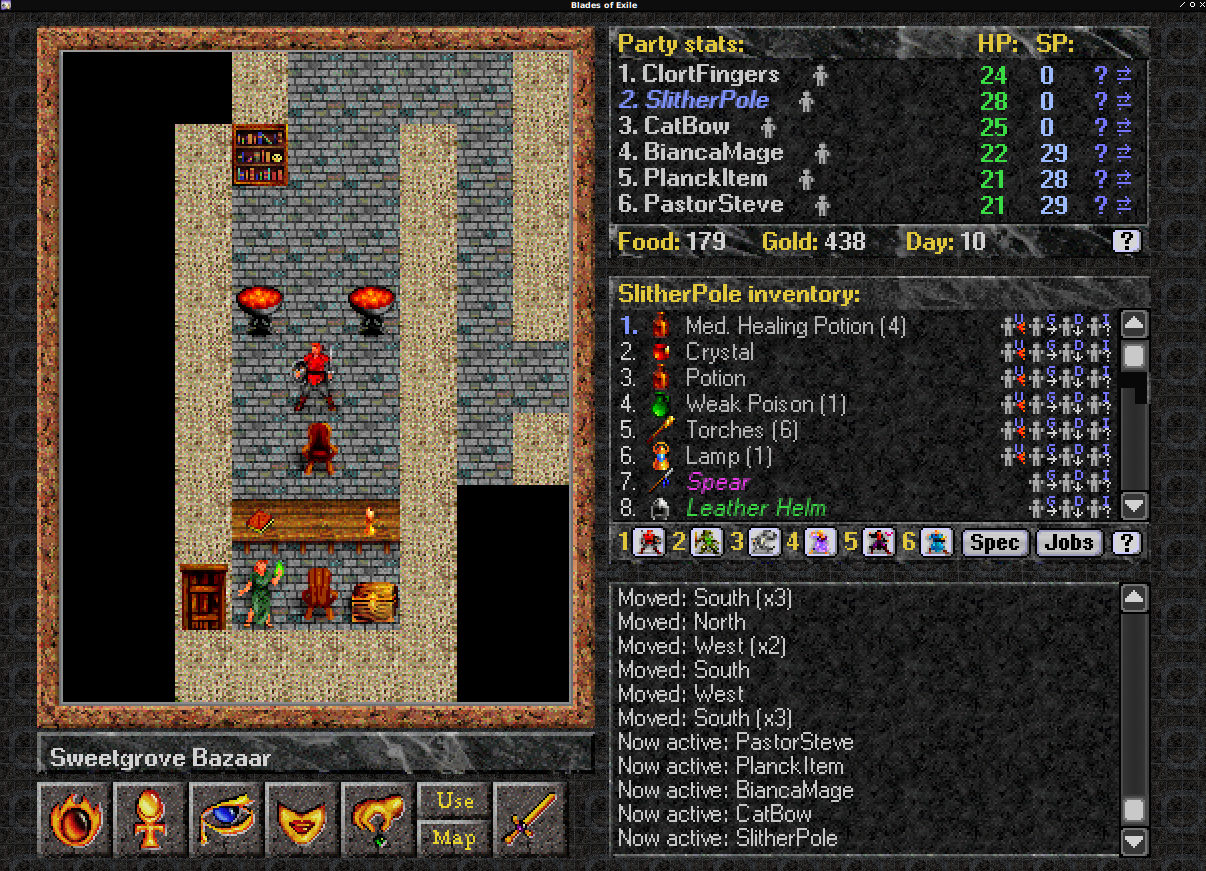 Blades of Exile
Party stats: HP: SP:
1. ClortFingers 24 0 ?
2. SlitherPole 28 0 ?
3. CatBow 25 0 ?
4. BiancaMage 22 29 ?
5. PlanckItem 21 28 ?
6. PastorSteve 21 29 ?
Food: 179 Gold: 438 Day: 10 ?
SlitherPole inventory:
1. Med. Healing Potion (4) U G D I
2. Crystal U G D I
3. Potion U G D I
4. Weak Poison (1) U G D I
5. Torches (6) U G D I
6. Lamp (1) U G D I
7. Spear G D I
8. Leather Helm G D I
1 2 3 4 5 6 Spec Jobs ?
Moved: South (x3)
Moved: North
Moved: West (x2)
Moved: South
Moved: West
Moved: South (x3)
Now active: PastorSteve
Now active: PlanckItem
Now active: BiancaMage
Now active: CatBow
Now active: SlitherPole
Sweetgrove Bazaar
Use
Map